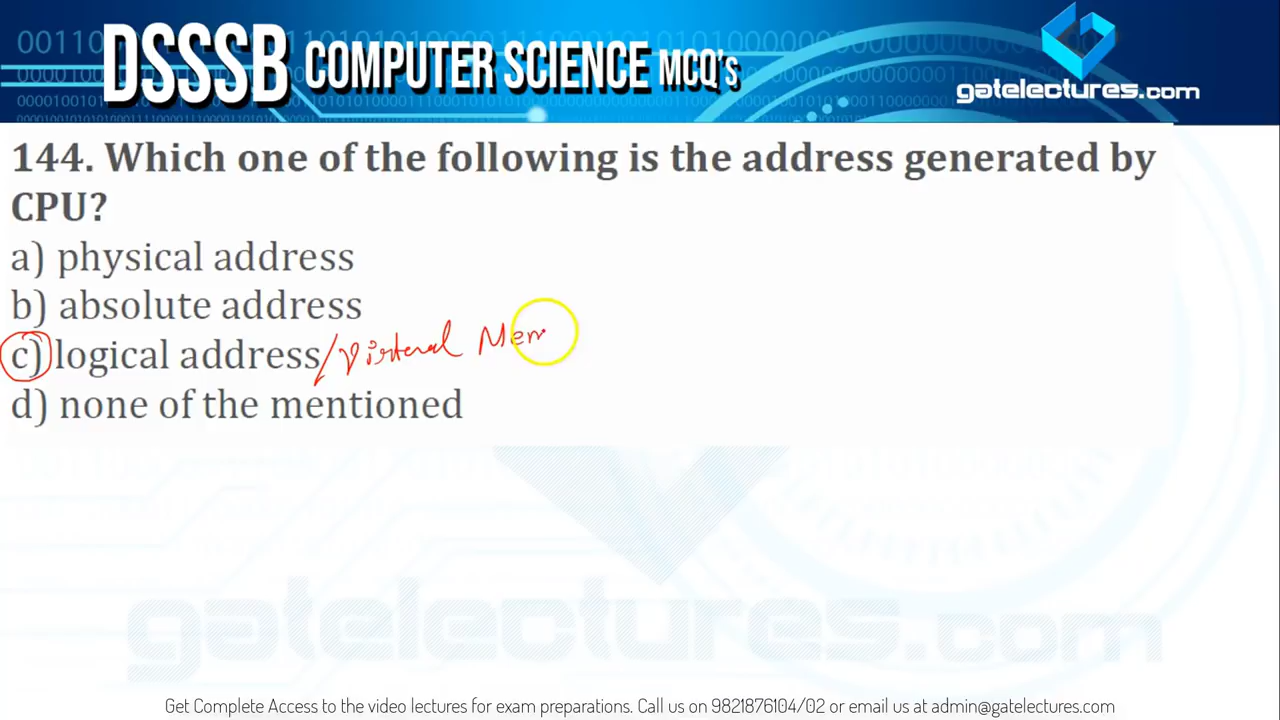 DSSSB COMPUTER SCIENCE MCQ's
gatelectures.com
144. Which one of the following is the address generated by
CPU?
a) physical address
b) absolute address
c) logical address/Virtual Mem
d) none of the mentioned
gatelectures.com
Get Complete Access to the video lectures for exam preparations. Call us on 9821876104/02 or email us at admin@gatelectures.com